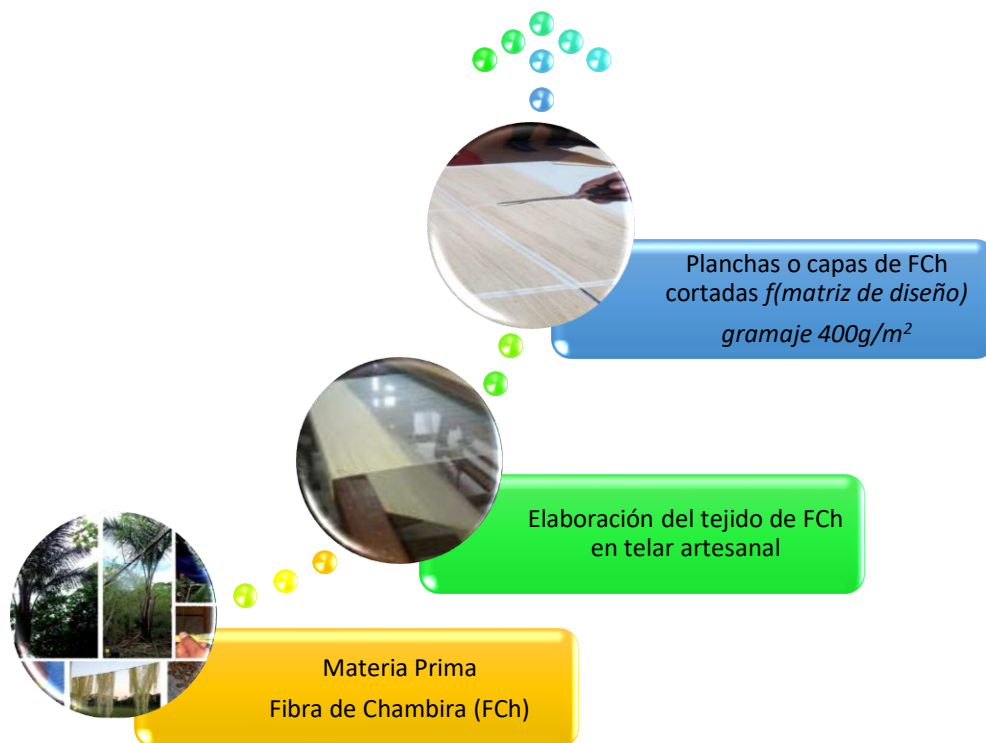 Planchas o capas de FCh
cortadas f(matriz de diseño)
gramaje 400g/m²
Elaboración del tejido de FCh
en telar artesanal
Materia Prima
Fibra de Chambira (FCh)